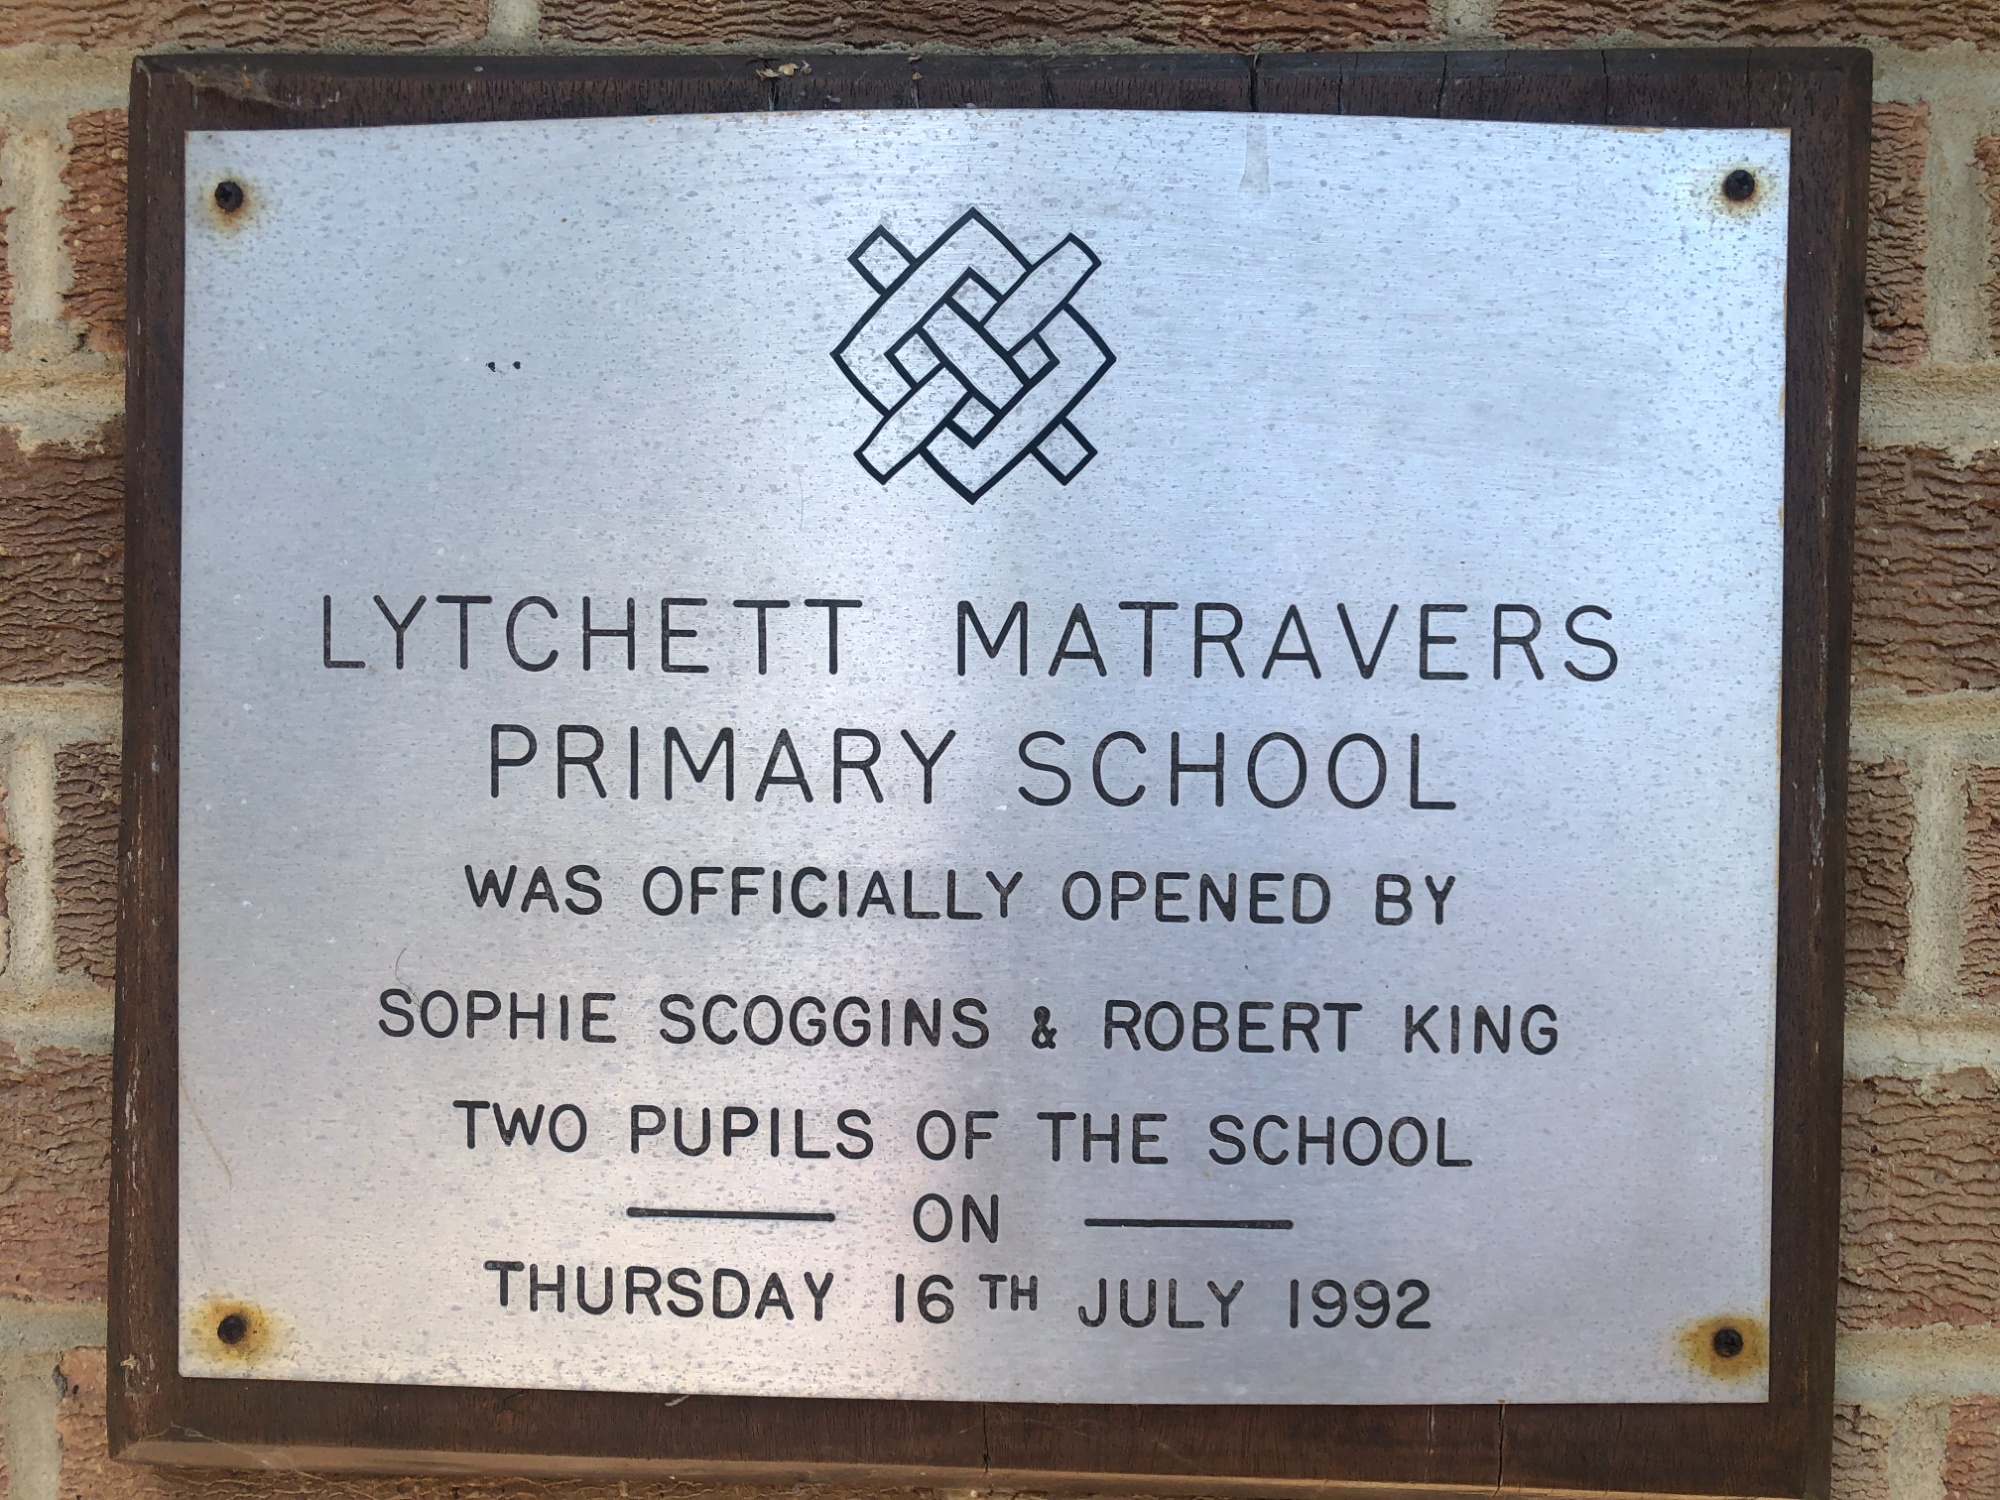 LYTCHETT MATRAVERS
PRIMARY SCHOOL
WAS OFFICIALLY OPENED BY
SOPHIE SCOGGINS & ROBERT KING
TWO PUPILS OF THE SCHOOL
ON
THURSDAY 16TH JULY 1992